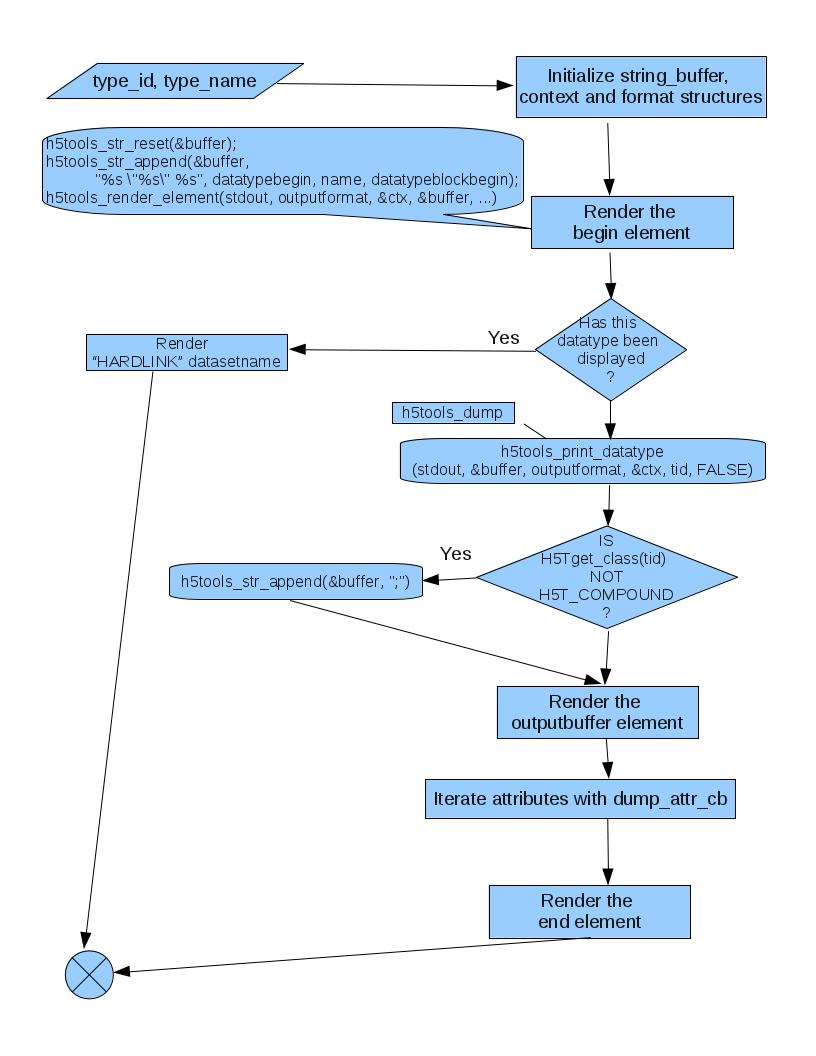 type_id, type_name
Initialize string_buffer,
context and format structures
h5tools_str_reset(&buffer);
h5tools_str_append(&buffer,
"%s \"%s\" %s", datatypebegin, name, datatypeblockbegin);
h5tools_render_element(stdout, outputformat, &ctx, &buffer, ...)
Render the
begin element
Has this
datatype been
displayed
?
Yes
Render
"HARDLINK" datasetname
h5tools_dump
h5tools_print_datatype
(stdout, &buffer, outputformat, &ctx, tid, FALSE)
IS
H5Tget_class(tid)
NOT
H5T_COMPOUND
?
Yes
h5tools_str_append(&buffer, ";")
Render the
outputbuffer element
Iterate attributes with dump_attr_cb
Render the
end element